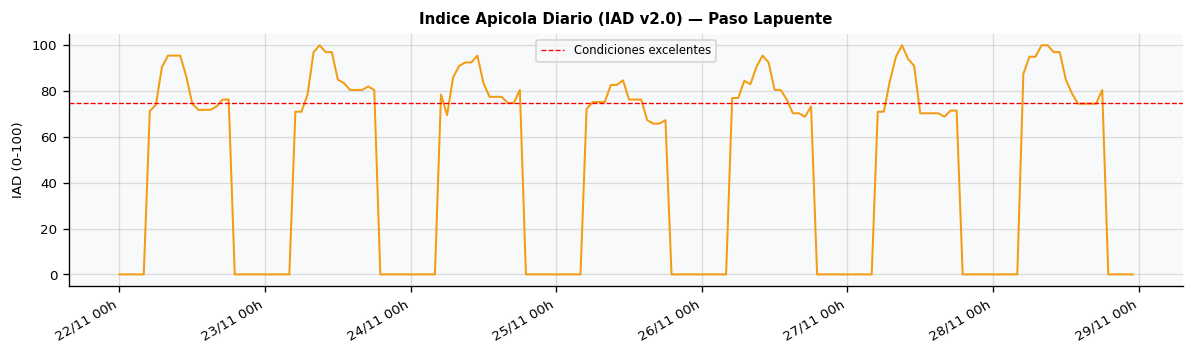 Indice Apicola Diario (IAD v2.0) — Paso Lapuente
Condiciones excelentes
IAD (0-100)
100
80
60
40
20
0
22/11 00h
23/11 00h
24/11 00h
25/11 00h
26/11 00h
27/11 00h
28/11 00h
29/11 00h